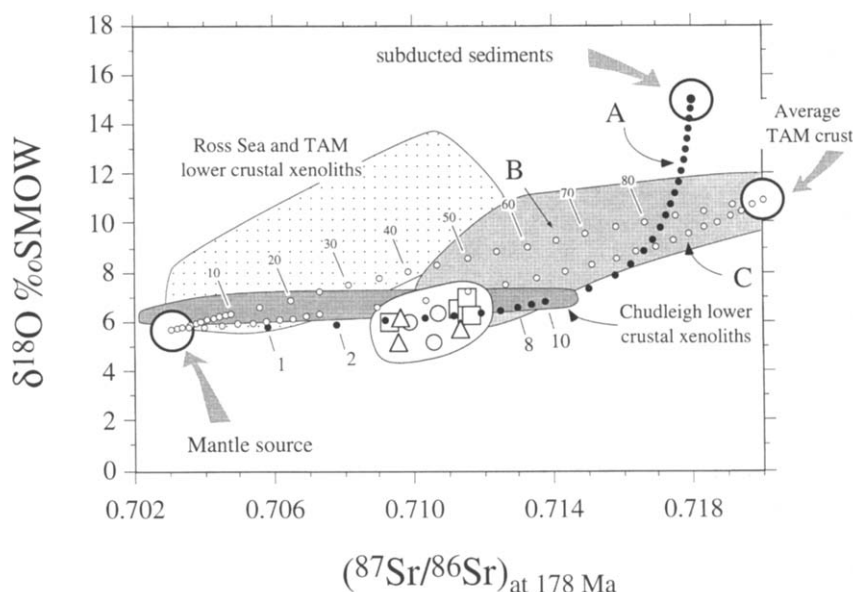 18
16
14
12
10
8
6
4
2
0
δ18O ‰SMOW
subducted sediments
Average
TAM crust
A
Ross Sea and TAM
lower crustal xenoliths
B
80
70
60
50
40
30
20
10
C
Chudleigh lower
crustal xenoliths
1
2
8
10
Mantle source
0.702
0.706
0.710
0.714
0.718
(87Sr/86Sr)at 178 Ma